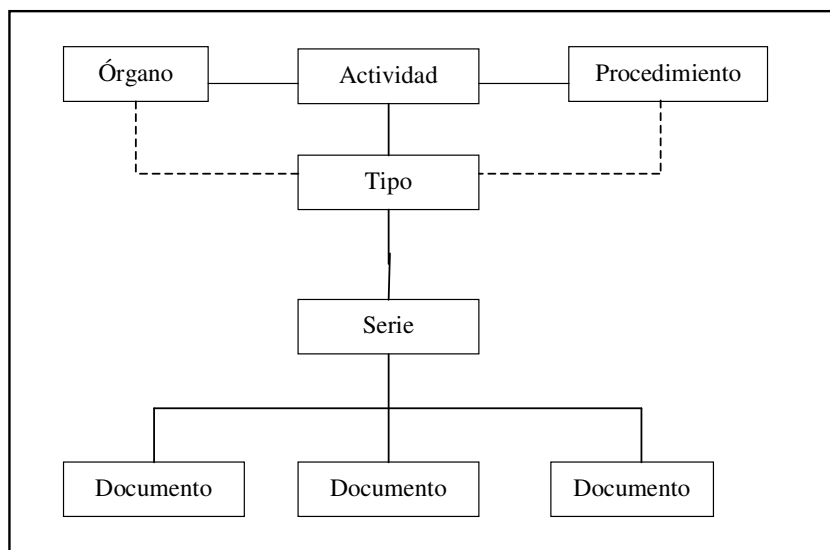 Órgano
Actividad
Procedimiento
Tipo
Serie
Documento
Documento
Documento